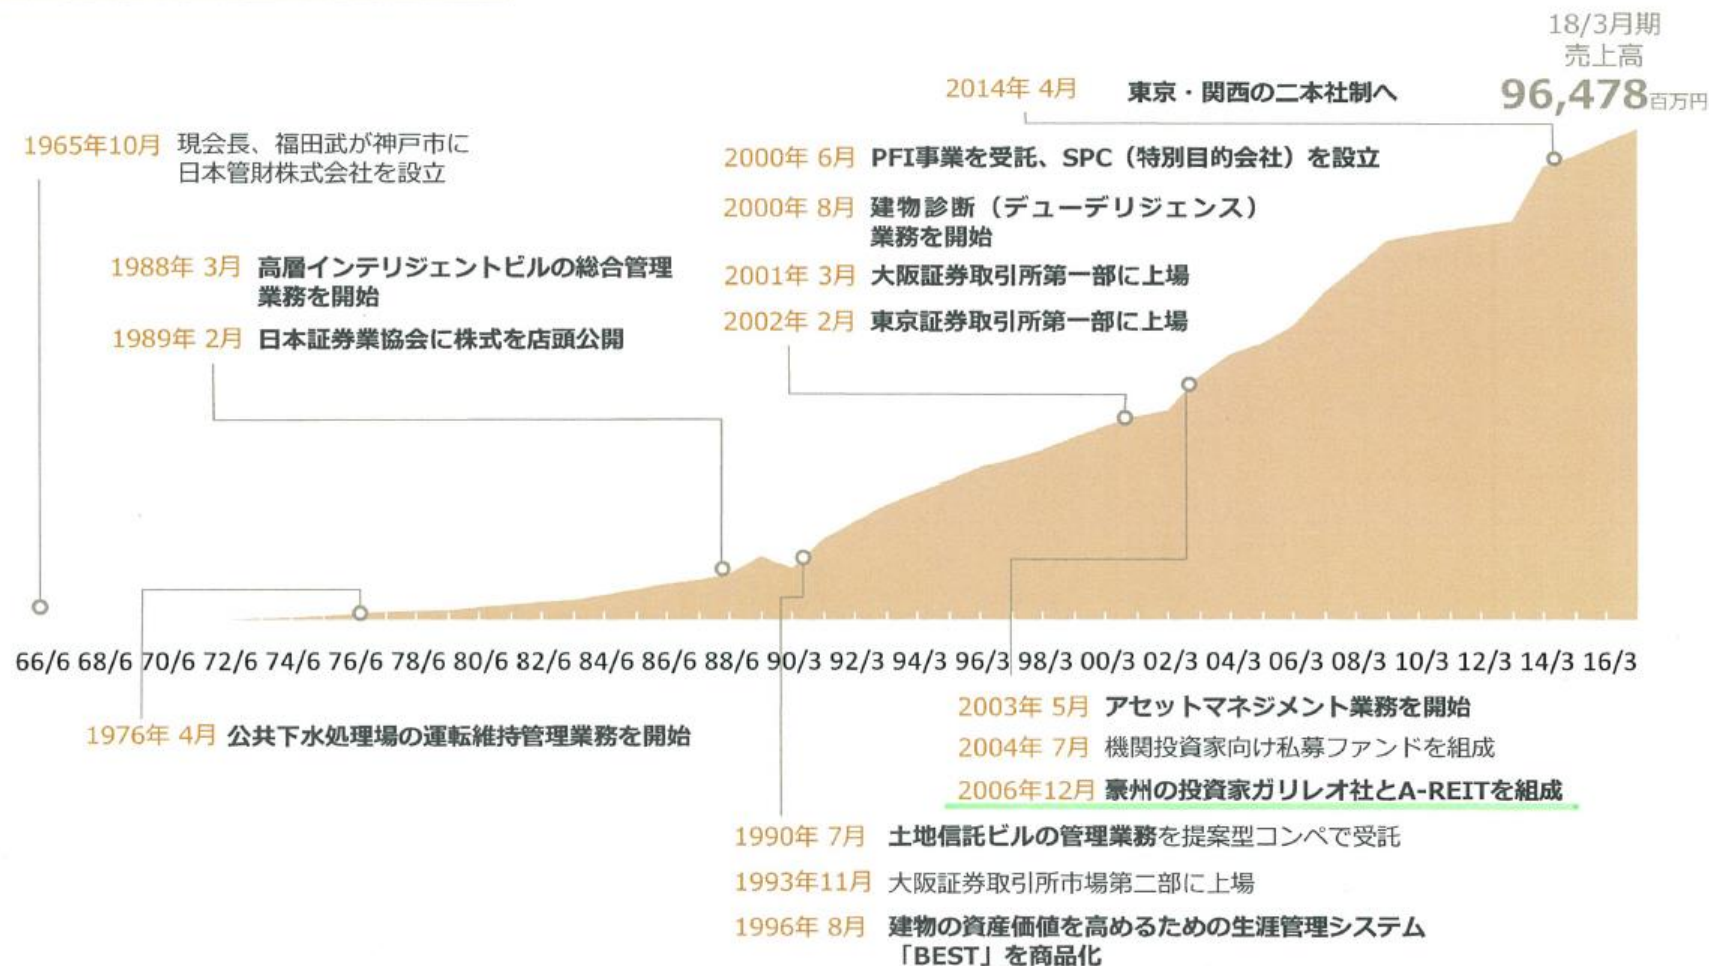 18/3月期
売上高
96,478百万円
2014年 4月 東京・関西の二本社制へ
1965年10月 現会長、福田武が神戸市に
日本管財株式会社を設立
2000年 6月 PFI事業を受託、SPC（特別目的会社）を設立
2000年 8月 建物診断（デューデリジェンス）
業務を開始
1988年 3月 高層インテリジェントビルの総合管理
業務を開始
2001年 3月 大阪証券取引所第一部に上場
1989年 2月 日本証券業協会に株式を店頭公開
2002年 2月 東京証券取引所第一部に上場
66/6 68/6 70/6 72/6 74/6 76/6 78/6 80/6 82/6 84/6 86/6 88/6 90/3 92/3 94/3 96/3 98/3 00/3 02/3 04/3 06/3 08/3 10/3 12/3 14/3 16/3
1976年 4月 公共下水処理場の運転維持管理業務を開始
2003年 5月 アセットマネジメント業務を開始
2004年 7月 機関投資家向け私募ファンドを組成
2006年12月 豪州の投資家ガリレオ社とA-REITを組成
1990年 7月 土地信託ビルの管理業務を提案型コンペで受託
1993年11月 大阪証券取引所市場第二部に上場
1996年 8月 建物の資産価値を高めるための生涯管理システム
「BEST」を商品化